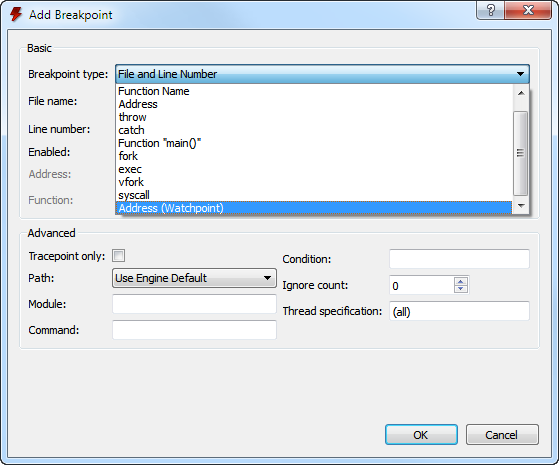 Add Breakpoint
?
Basic
Breakpoint type: File and Line Number
Function Name
File name:
Address
throw
Line number:
catch
Function "main()"
Enabled:
fork
exec
Address:
vfork
syscall
Function:
Address (Watchpoint)
Advanced
Tracepoint only:
Condition:
Path: Use Engine Default
Ignore count: 0
Module:
Thread specification: (all)
Command:
OK Cancel